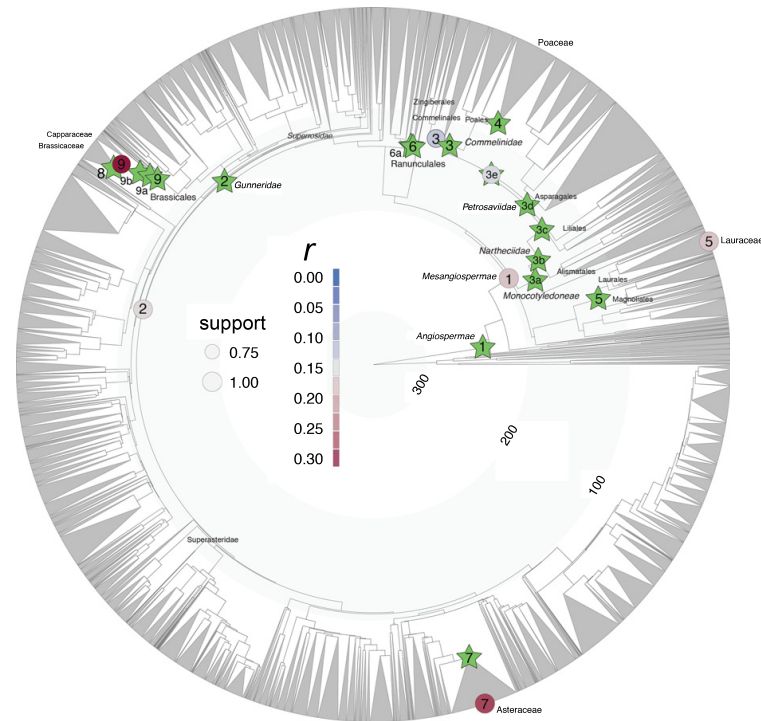 Poaceae
Zingiberales
Commelinales
Poales
4
Capparaceae
Brassicaceae
Superrosidae
3
3
Commelinidae
6
6a
Ranunculales
9
8
9b
9
9a
Brassicales
2
Gunneridae
3e
Asparagales
3d
Petrosaviidae
3c
Liliales
5
Lauraceae
r
Nartheciidae
3b
Alismatales
Mesangiospermae
1
3a
Laurales
Monocotyledoneae
5
Magnoliales
0.00
0.05
0.10
0.15
0.20
0.25
0.30
2
support
0.75
1.00
Angiospermae
1
300
200
100
Superasteridae
7
7
Asteraceae